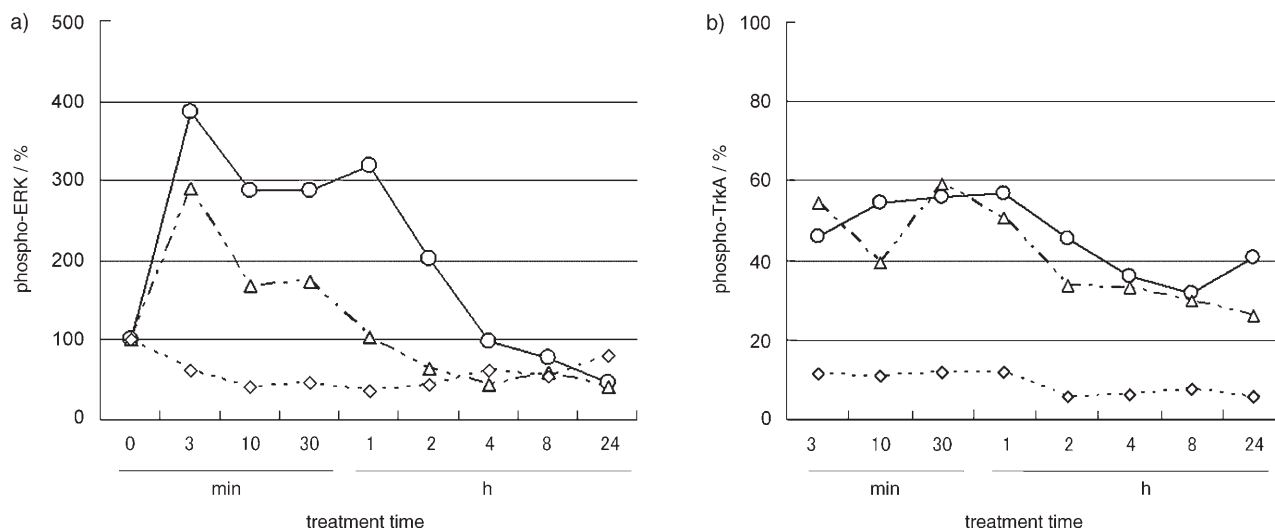 a)
500
400
300
200
100
0
phospo-ERK / %
0 3 10 30 1 2 4 8 24
min h
treatment time
b)
100
80
60
40
20
0
phospho-TrkA / %
3 10 30 1 2 4 8 24
min h
treatment time